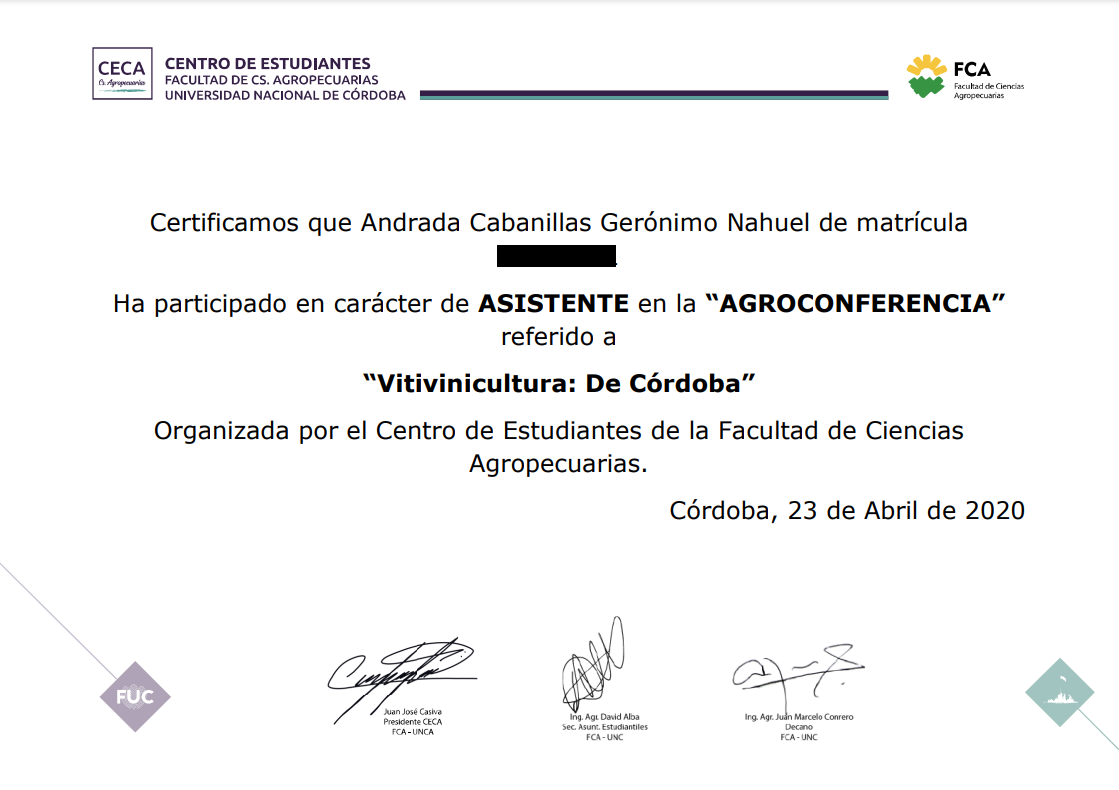 CECA
Cs. Agropecuarias
CENTRO DE ESTUDIANTES
FACULTAD DE CS. AGROPECUARIAS
UNIVERSIDAD NACIONAL DE CÓRDOBA
FCA
Facultad de Ciencias
Agropecuarias
Certificamos que Andrada Cabanillas Gerónimo Nahuel de matrícula
.
Ha participado en carácter de ASISTENTE en la “AGROCONFERENCIA”
referido a
“Vitivinicultura: De Córdoba”
Organizada por el Centro de Estudiantes de la Facultad de Ciencias
Agropecuarias.
Córdoba, 23 de Abril de 2020
FUC
Juan José Casiva
Presidente CECA
FCA - UNCA
Ing. Agr. David Alba
Sec. Asunt. Estudiantiles
FCA - UNC
Ing. Agr. Juan Marcelo Conrero
Decano
FCA - UNC